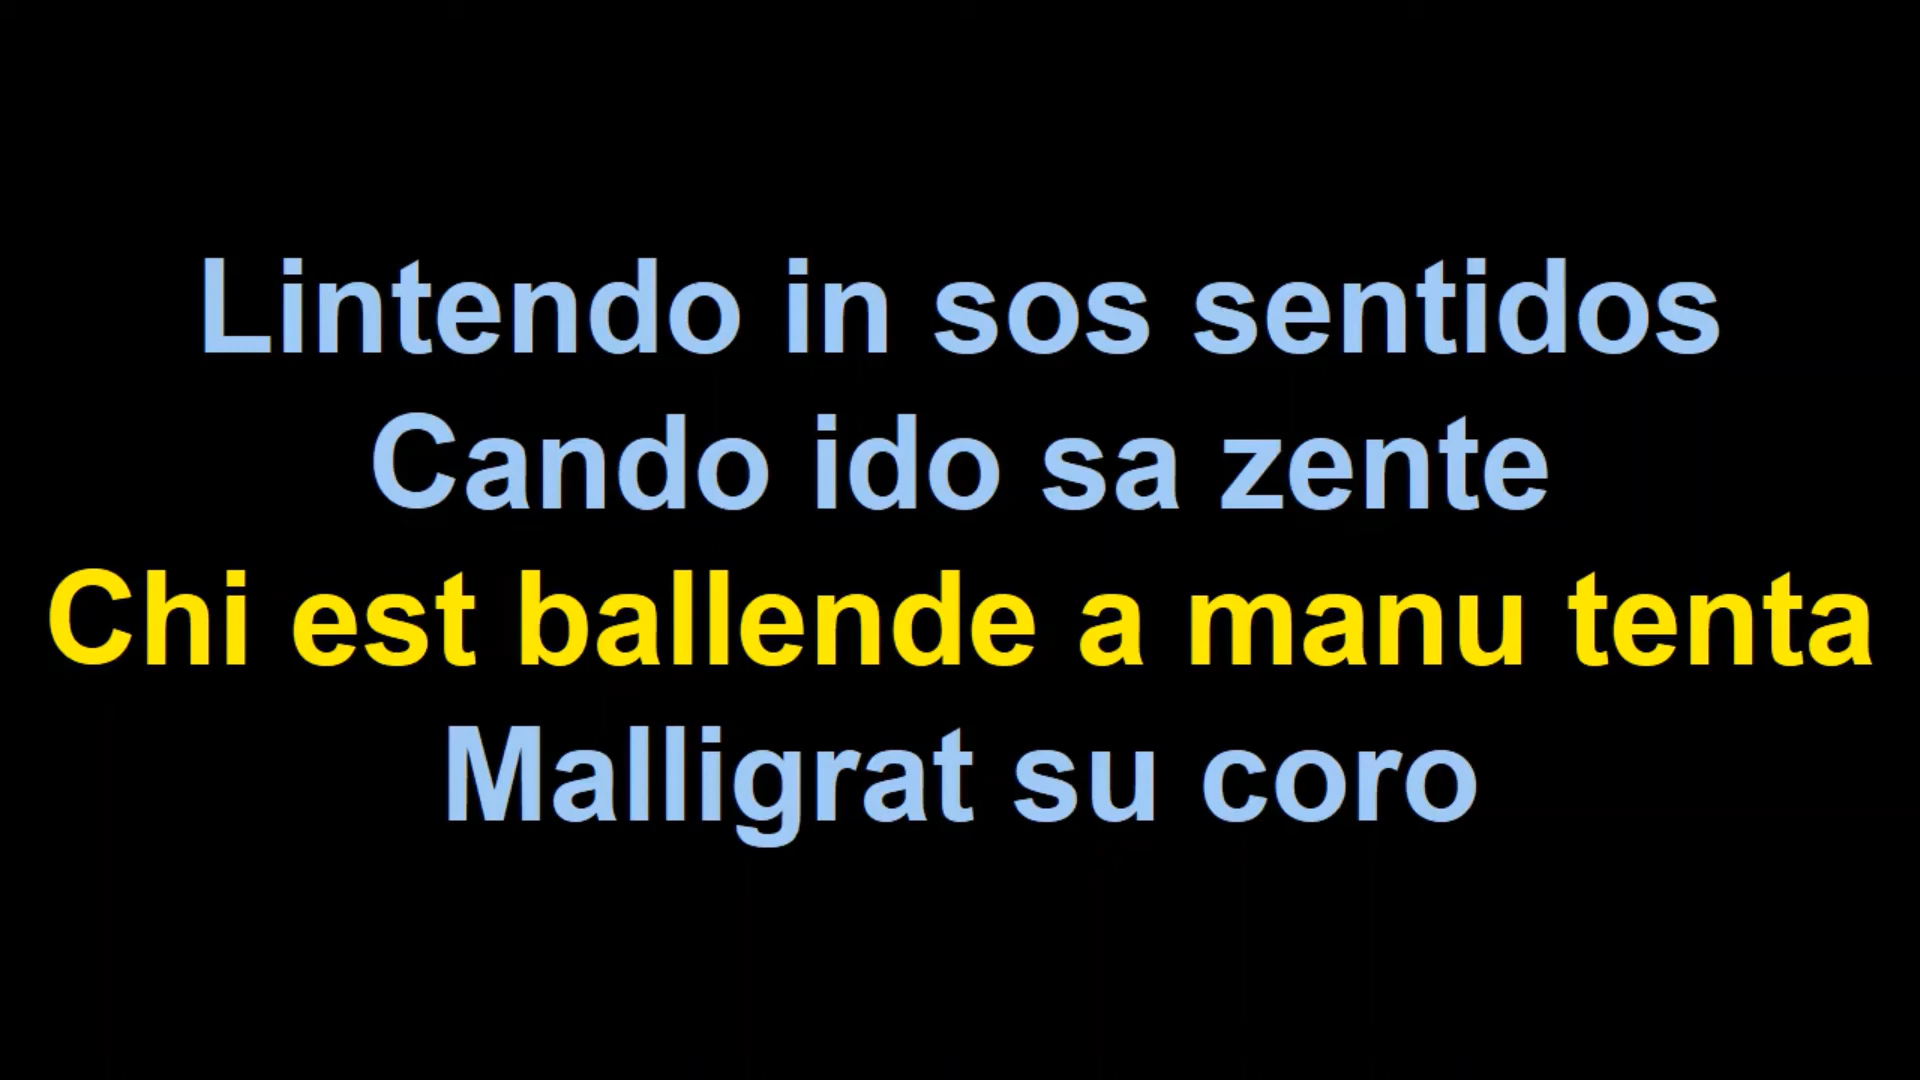 Lintendo in sos sentidos
Cando ido sa zente
Chi est ballende a manu tenta
Malligrat su coro